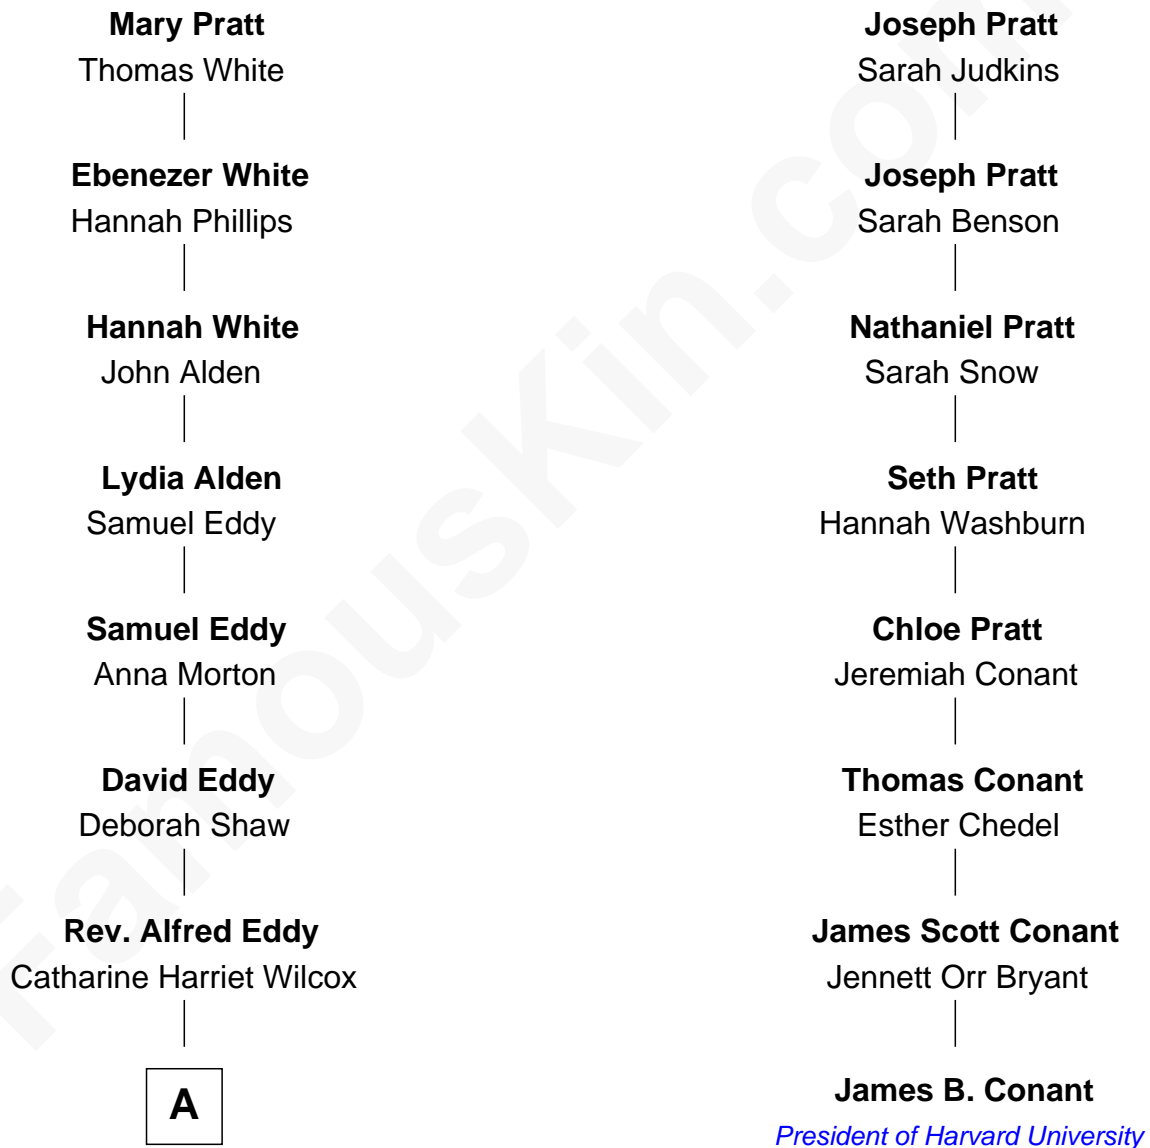 Mary Pratt
Thomas White
Ebenezer White
Hannah Phillips
Hannah White
John Alden
Lydia Alden
Samuel Eddy
Samuel Eddy
Anna Morton
David Eddy
Deborah Shaw
Rev. Alfred Eddy
Catharine Harriet Wilcox
A
Joseph Pratt
Sarah Judkins
Joseph Pratt
Sarah Benson
Nathaniel Pratt
Sarah Snow
Seth Pratt
Hannah Washburn
Chloe Pratt
Jeremiah Conant
Thomas Conant
Esther Chedel
James Scott Conant
Jennett Orr Bryant
James B. Conant
President of Harvard University
FamousKin.com